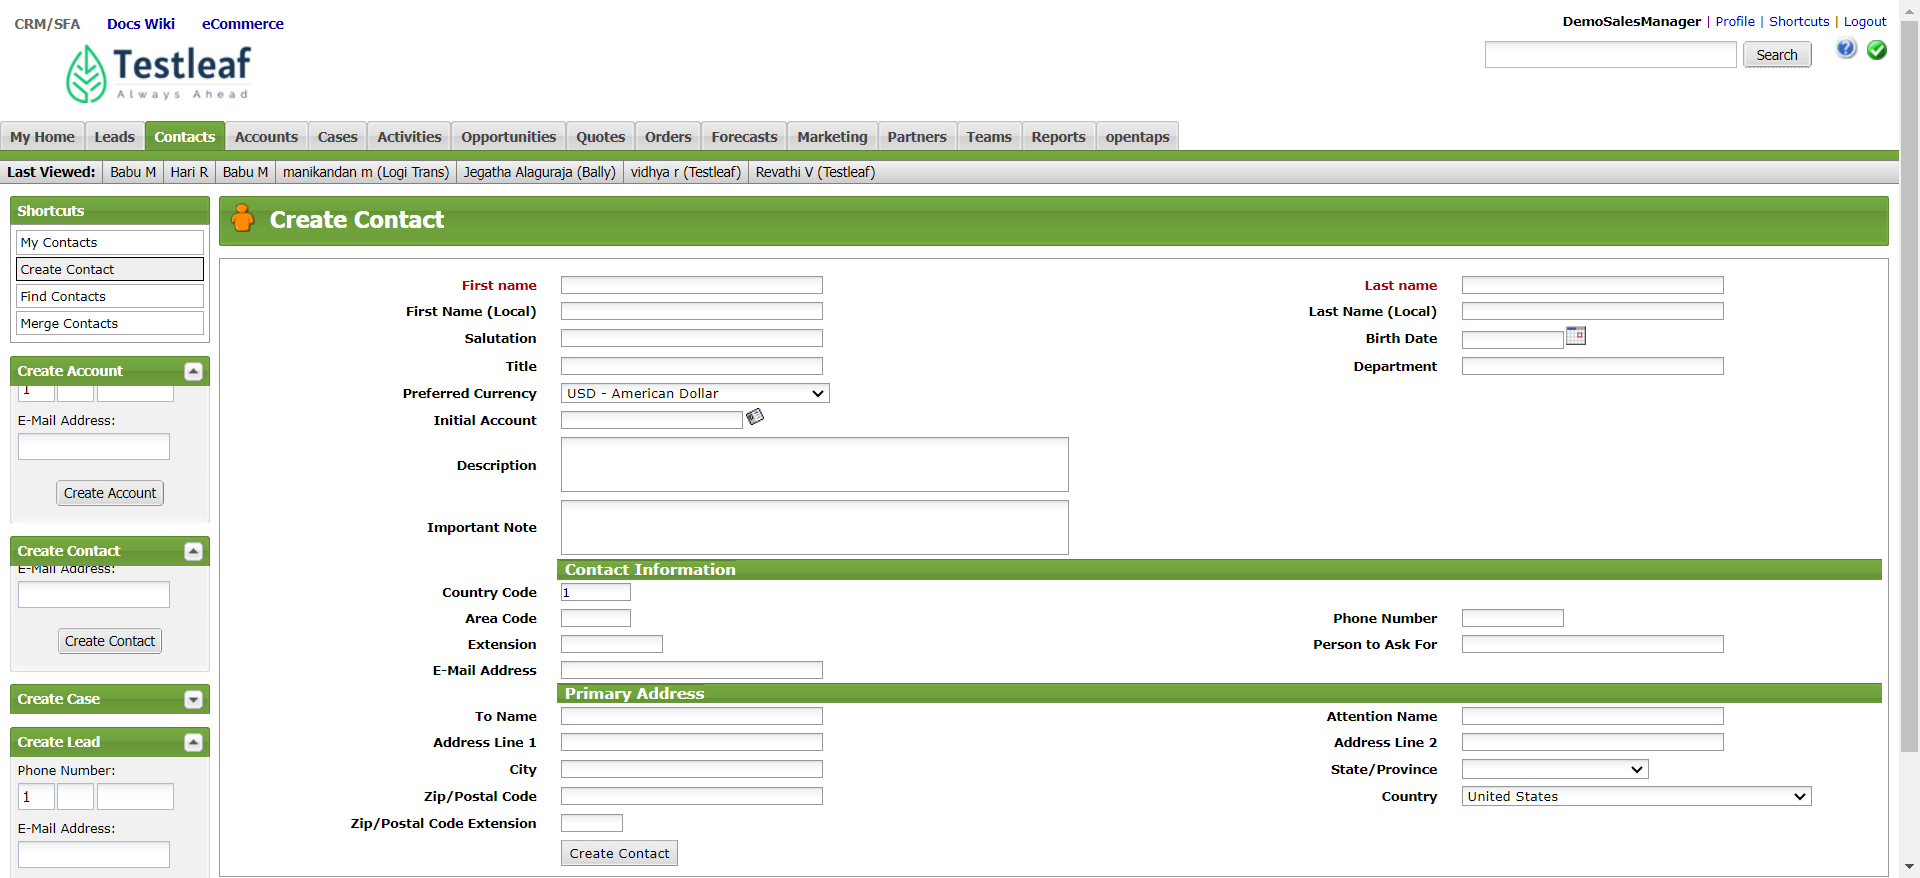 CRM/SFA Docs Wiki eCommerce
DemoSalesManager | Profile | Shortcuts | Logout
Testleaf
Always Ahead
Search
My Home Leads Contacts Accounts Cases Activities Opportunities Quotes Orders Forecasts Marketing Partners Teams Reports opentaps
Last Viewed: Babu M Hari R Babu M manikandan m (Logi Trans) Jegatha Alaguraja (Bally) vidhya r (Testleaf) Revathi V (Testleaf)
Shortcuts
My Contacts
Create Contact
Find Contacts
Merge Contacts
Create Account
1
E-Mail Address:
Create Account
Create Contact
E-Mail Address:
Create Contact
Create Case
Create Lead
Phone Number:
1
E-Mail Address:
Create Contact
First name Last name
First Name (Local) Last Name (Local)
Salutation Birth Date
Title Department
Preferred Currency USD - American Dollar
Initial Account
Description
Important Note
Contact Information
Country Code 1
Area Code Phone Number
Extension Person to Ask For
E-Mail Address
Primary Address
To Name Attention Name
Address Line 1 Address Line 2
City State/Province
Zip/Postal Code Country United States
Zip/Postal Code Extension
Create Contact